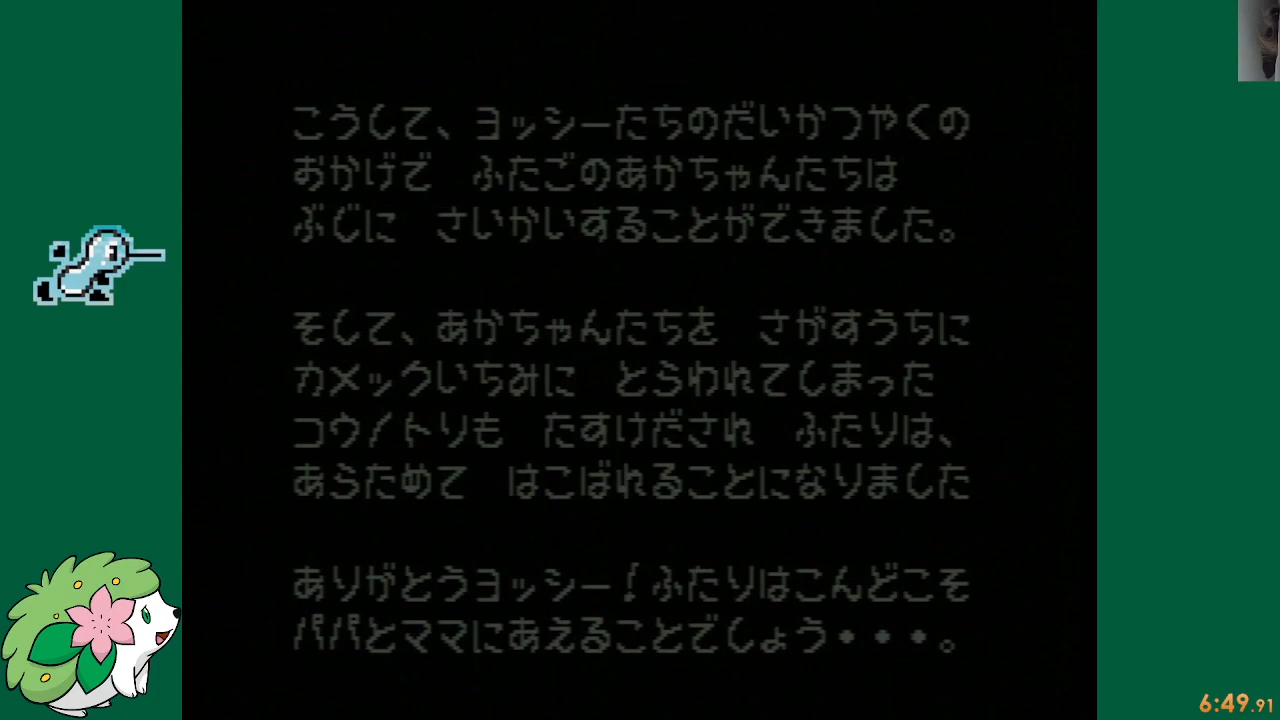 こうして、ヨッシーたちのだいかつやくの
おかげで　ふたごのあかちゃんたちは
ぶじに　さいかいすることができました。
そして、あかちゃんたちを　さがすうちに
カメックいちみに　とらわれてしまった
コウノトリも　たすけだされ　ふたりは、
あらためて　はこばれることになりました
ありがとうヨッシー！ふたりはこんどこそ
パパとママにあえることでしょう・・・。
6:49.91